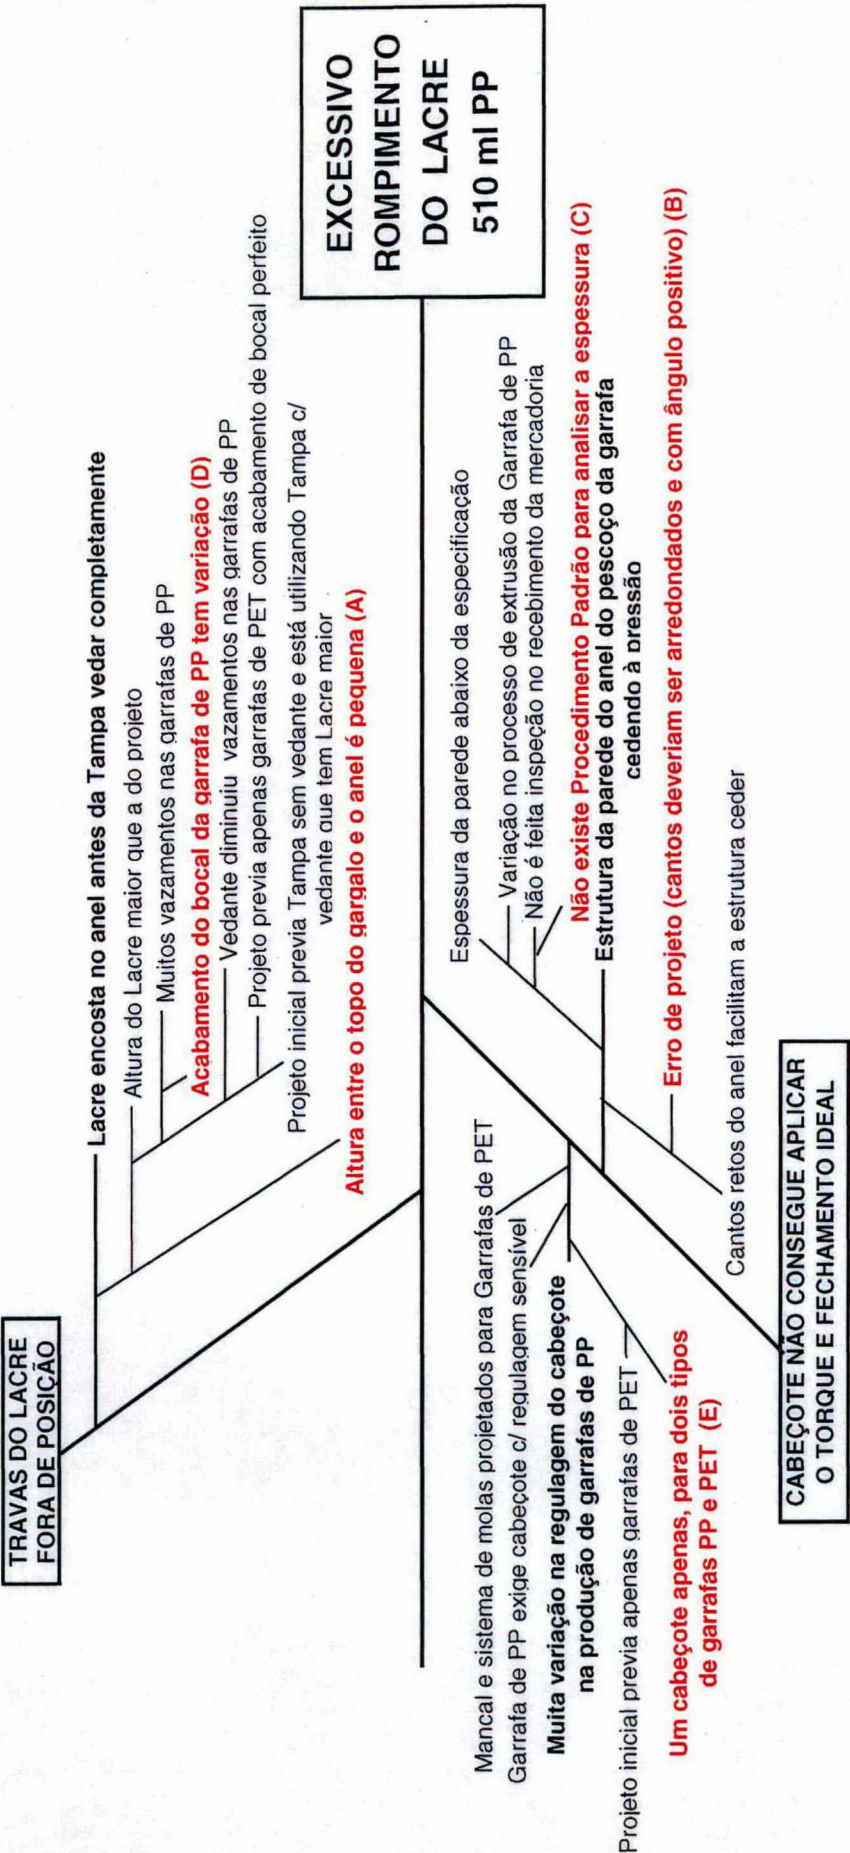 TRAVAS DO LACRE
FORA DE POSIÇÃO
Lacre encosta no anel antes da Tampa vedar completamente
Altura do Lacre maior que a do projeto
Muitos vazamentos nas garrafas de PP
Acabamento do bocal da garrafa de PP tem variação (D)
Vedante diminuiu vazamentos nas garrafas de PP
Projeto previa apenas garrafas de PET com acabamento de bocal perfeito
Projeto inicial previa Tampa sem vedante e está utilizando Tampa c/
vedante que tem Lacre maior
Altura entre o topo do gargalo e o anel é pequena (A)
EXCESSIVO
ROMPIMENTO
DO LACRE
510 ml PP
Espessura da parede abaixo da especificação
Variação no processo de extrusão da Garrafa de PP
Não é feita inspeção no recebimento da mercadoria
Não existe Procedimento Padrão para analisar a espessura (C)
Estrutura da parede do anel do pescoço da garrafa
cedendo à pressão
Erro de projeto (cantos deveriam ser arredondados e com ângulo positivo) (B)
Cantos retos do anel facilitam a estrutura ceder
Mancal e sistema de molas projetados para Garrafas de PET
Garrafa de PP exige cabeçote c/ regulagem sensível
Muita variação na regulagem do cabeçote
na produção de garrafas de PP
Projeto inicial previa apenas garrafas de PET
Um cabeçote apenas, para dois tipos
de garrafas PP e PET (E)
CABEÇOTE NÃO CONSEGUE APLICAR
O TORQUE E FECHAMENTO IDEAL